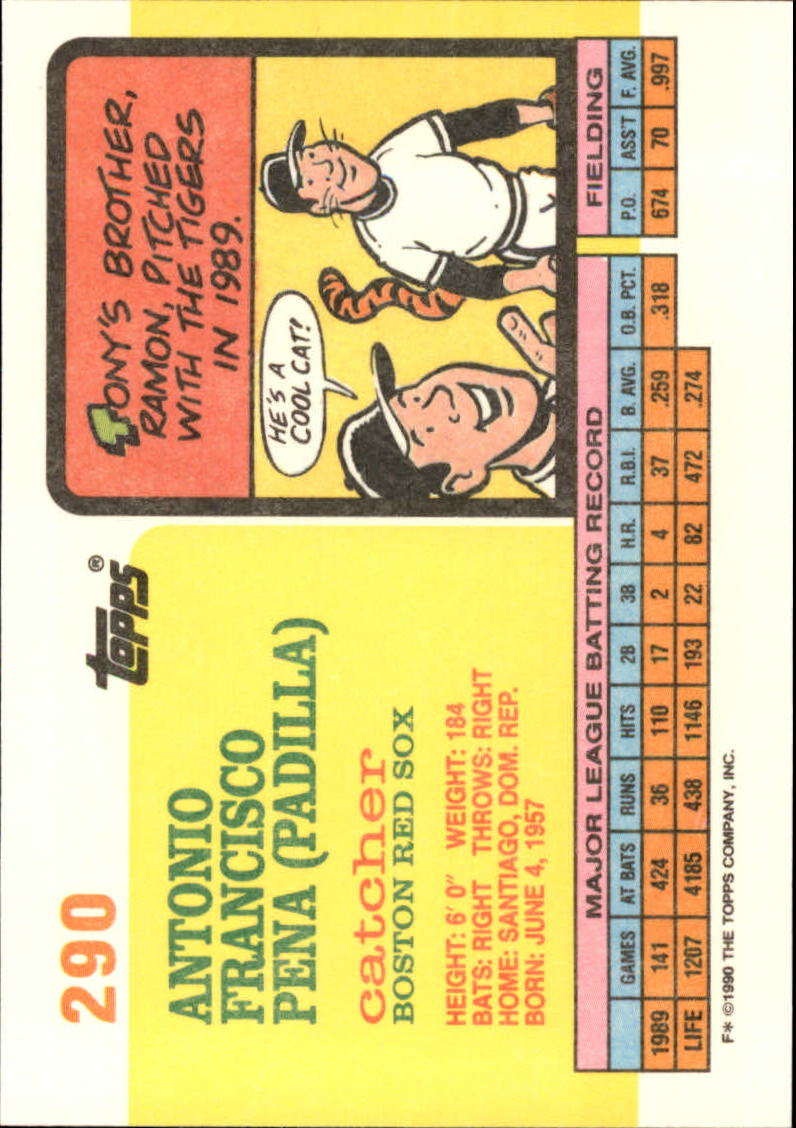 290
topps®
ANTONIO
FRANCISCO
PENA (PADILLA)
catcher
BOSTON RED SOX
HEIGHT: 6' 0" WEIGHT: 184
BATS: RIGHT THROWS: RIGHT
HOME: SANTIAGO, DOM. REP.
BORN: JUNE 4, 1957
TONY'S BROTHER,
RAMON, PITCHED
WITH THE TIGERS
IN 1989.
HE'S A
COOL CAT!
MAJOR LEAGUE BATTING RECORD FIELDING
GAMES AT BATS RUNS HITS 2B 3B H.R. R.B.I. B. AVG. O.B. PCT. P.O. ASS'T F. AVG.
1989 141 424 36 110 17 2 4 37 .259 .318 674 70 .997
LIFE 1207 4185 438 1146 193 22 82 472 .274
F* ©1990 THE TOPPS COMPANY, INC.